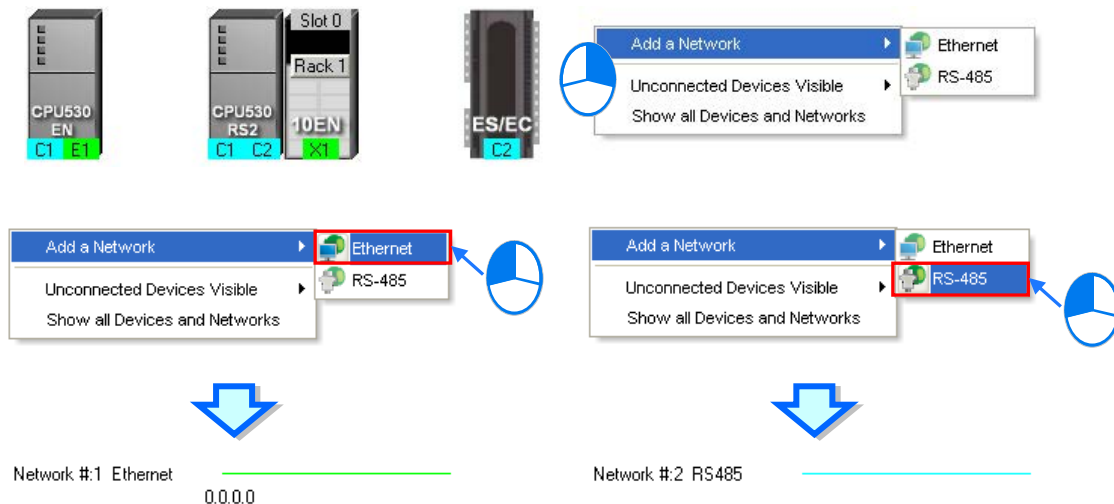 Slot 0
Rack 1
CPU530
EN
C1 E1
CPU530
RS2
C1 C2
10EN
X1
ES/EC
C2
Add a Network
Ethernet
RS-485
Unconnected Devices Visible
Show all Devices and Networks
Add a Network
Ethernet
RS-485
Unconnected Devices Visible
Show all Devices and Networks
Add a Network
Ethernet
RS-485
Unconnected Devices Visible
Show all Devices and Networks
Network #:1 Ethernet
0.0.0.0
Network #:2 RS485